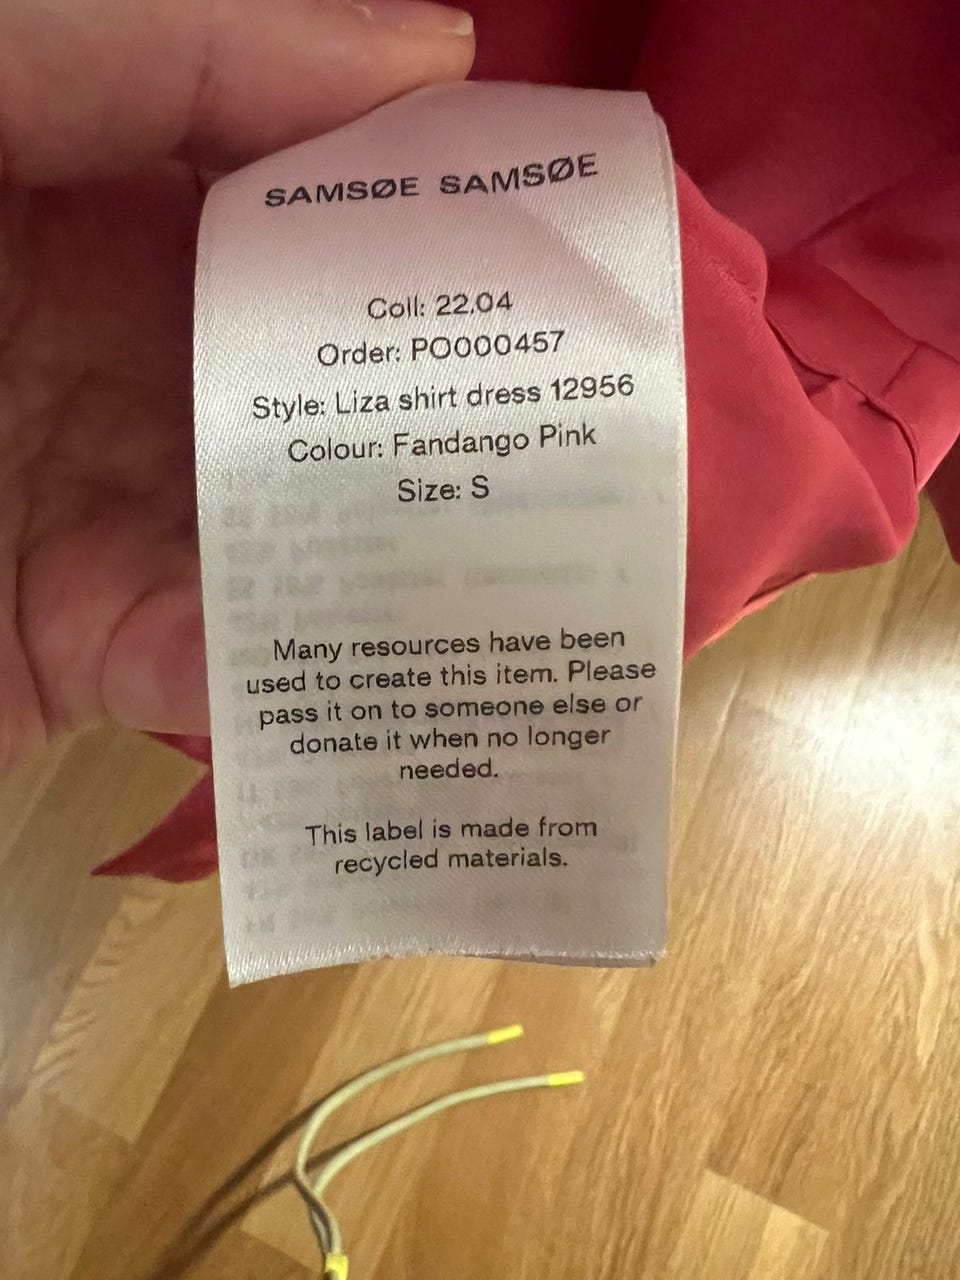 SAMSØE SAMSØE
Coll: 22.04
Order: PO000457
Style: Liza shirt dress 12956
Colour: Fandango Pink
Size: S
Many resources have been
used to create this item. Please
pass it on to someone else or
donate it when no longer
needed.
This label is made from
recycled materials.